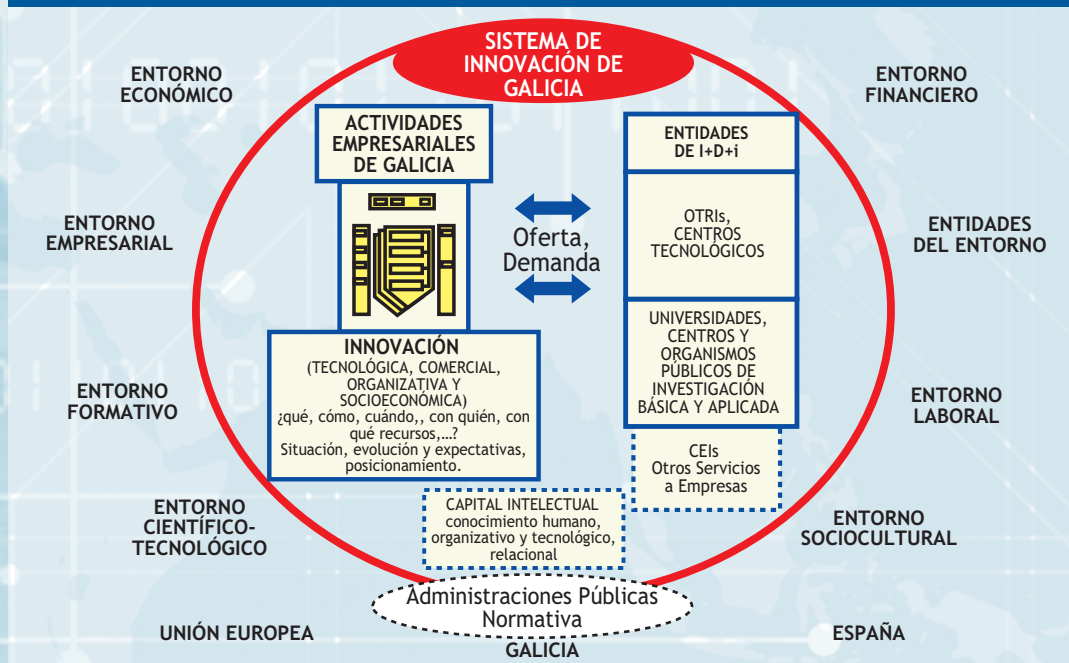 SISTEMA DE
INNOVACIÓN DE
GALICIA
ENTORNO
ECONÓMICO
ENTORNO
FINANCIERO
ACTIVIDADES
EMPRESARIALES
DE GALICIA
ENTIDADES
DE I+D+i
ENTORNO
EMPRESARIAL
Oferta,
Demanda
OTRIs,
CENTROS
TECNOLÓGICOS
ENTIDADES
DEL ENTORNO
INNOVACIÓN
(TECNOLÓGICA, COMERCIAL,
ORGANIZATIVA Y
SOCIOECONÓMICA)
¿qué, cómo, cuándo,, con quién, con
qué recursos,...?
Situación, evolución y expectativas,
posicionamiento.
UNIVERSIDADES,
CENTROS Y
ORGANISMOS
PÚBLICOS DE
INVESTIGACIÓN
BÁSICA Y APLICADA
ENTORNO
FORMATIVO
ENTORNO
LABORAL
CEIs
Otros Servicios
a Empresas
CAPITAL INTELECTUAL
conocimiento humano,
organizativo y tecnológico,
relacional
ENTORNO
CIENTÍFICO-
TECNOLÓGICO
ENTORNO
SOCIOCULTURAL
Administraciones Públicas
Normativa
UNIÓN EUROPEA
GALICIA
ESPAÑA